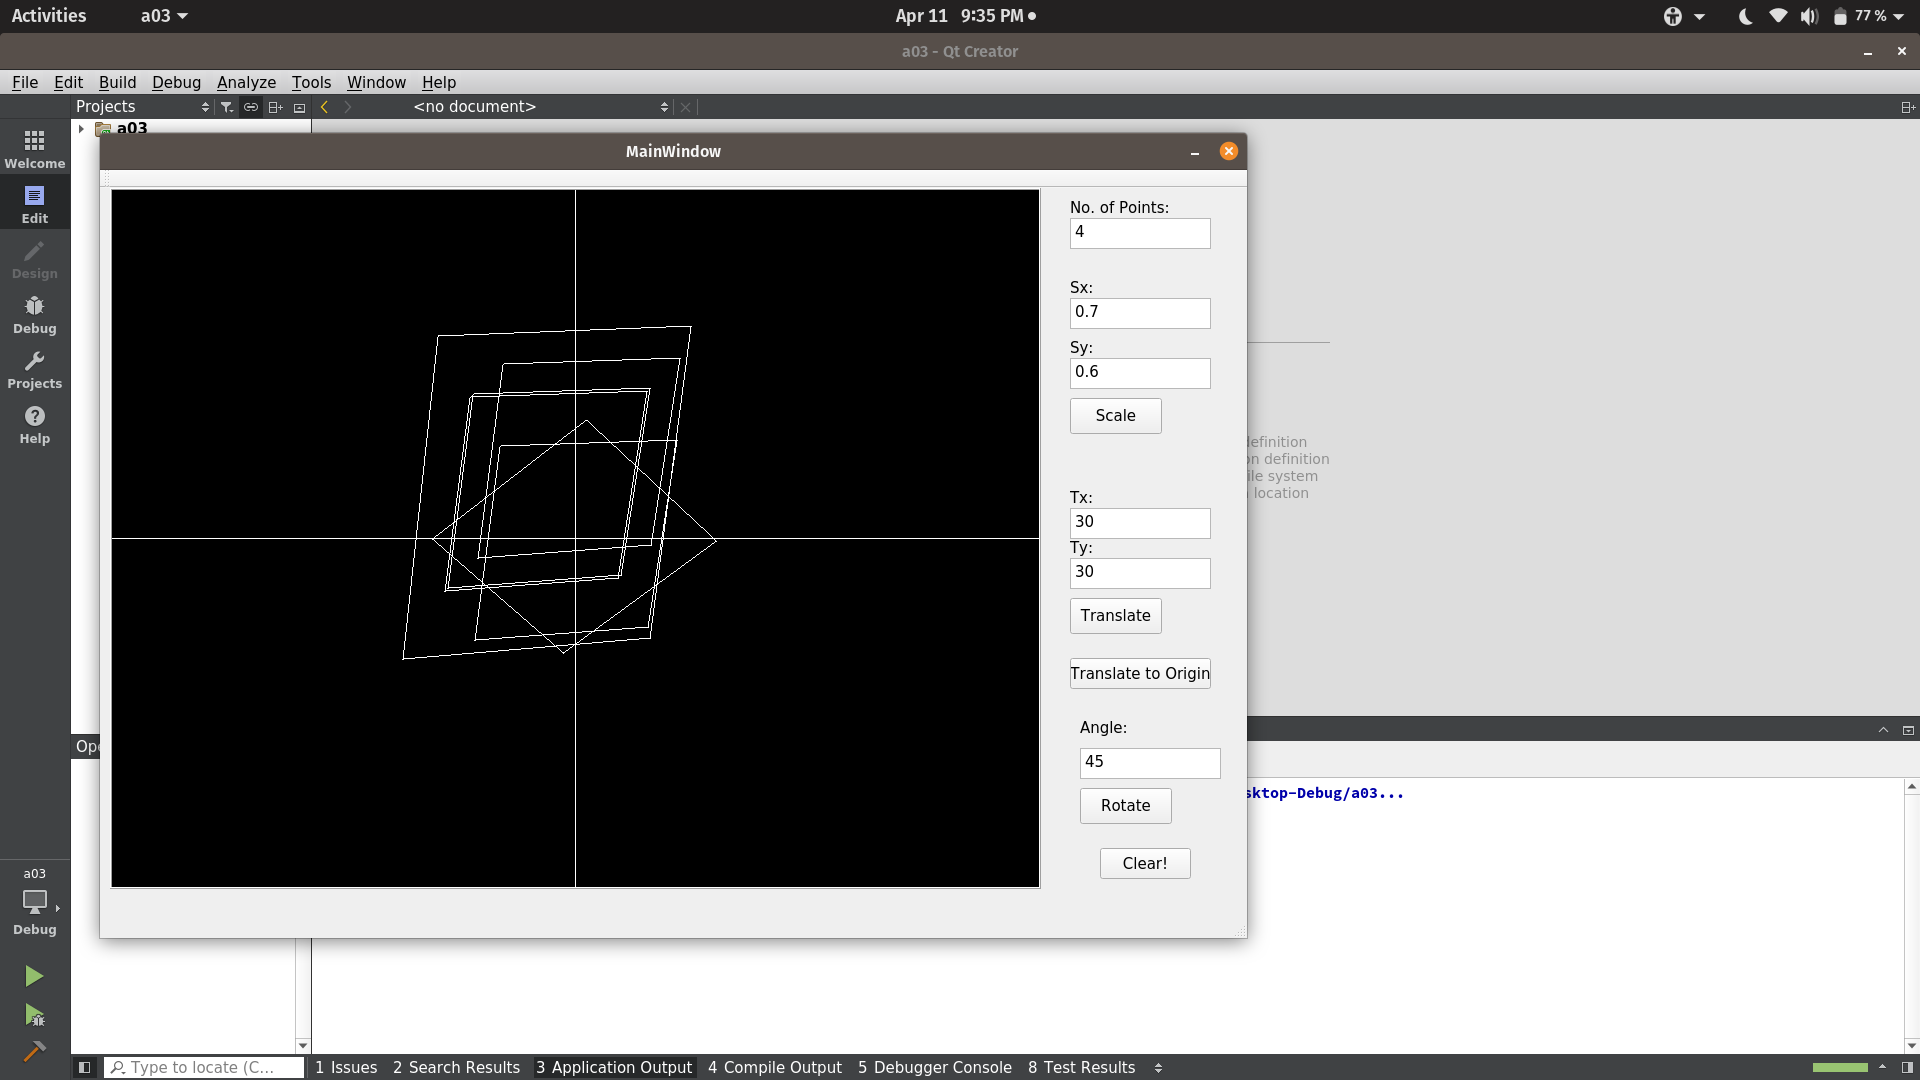 Activities a03 Apr 11 9:35 PM 77 %
a03 - Qt Creator
File Edit Build Debug Analyze Tools Window Help
Projects <no document>
a03
Welcome
Edit
Design
Debug
Projects
Help
MainWindow
No. of Points:
4
Sx:
0.7
Sy:
0.6
Scale
Tx:
30
Ty:
30
Translate
Translate to Origin
Angle:
45
Rotate
Clear!
definition
on definition
ile system
location
Ope
sktop-Debug/a03...
a03
Debug
Type to locate (C... 1 Issues 2 Search Results 3 Application Output 4 Compile Output 5 Debugger Console 8 Test Results